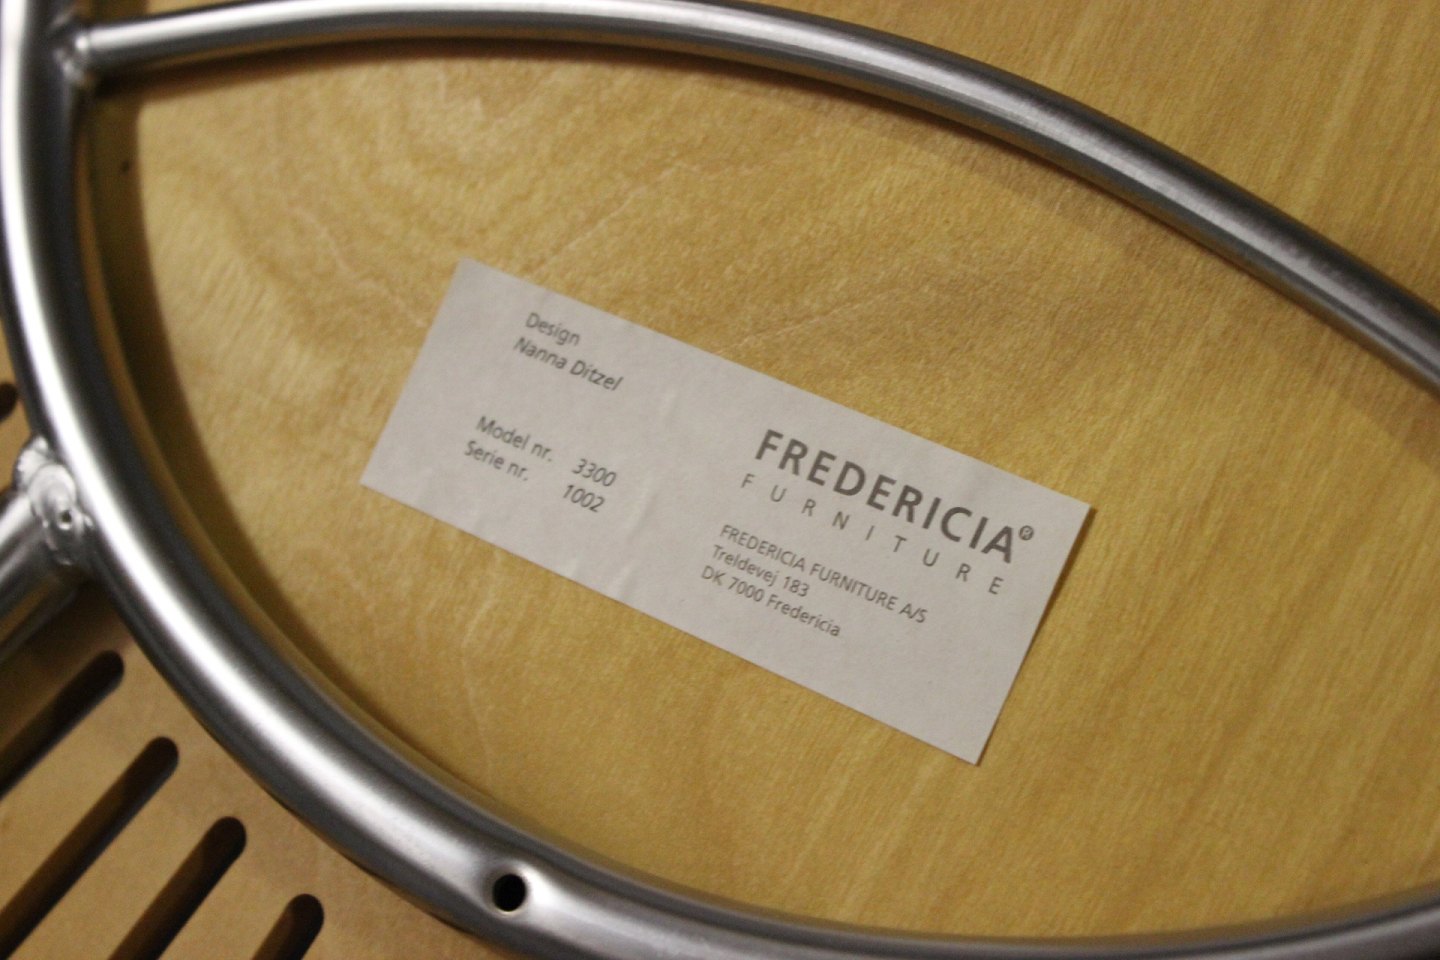 Design
Nanna Ditzel
Model nr. 3300
Serie nr. 1002
FREDERICIA®
FURNITURE
FREDERICIA FURNITURE A/S
Treldevej 183
DK 7000 Fredericia